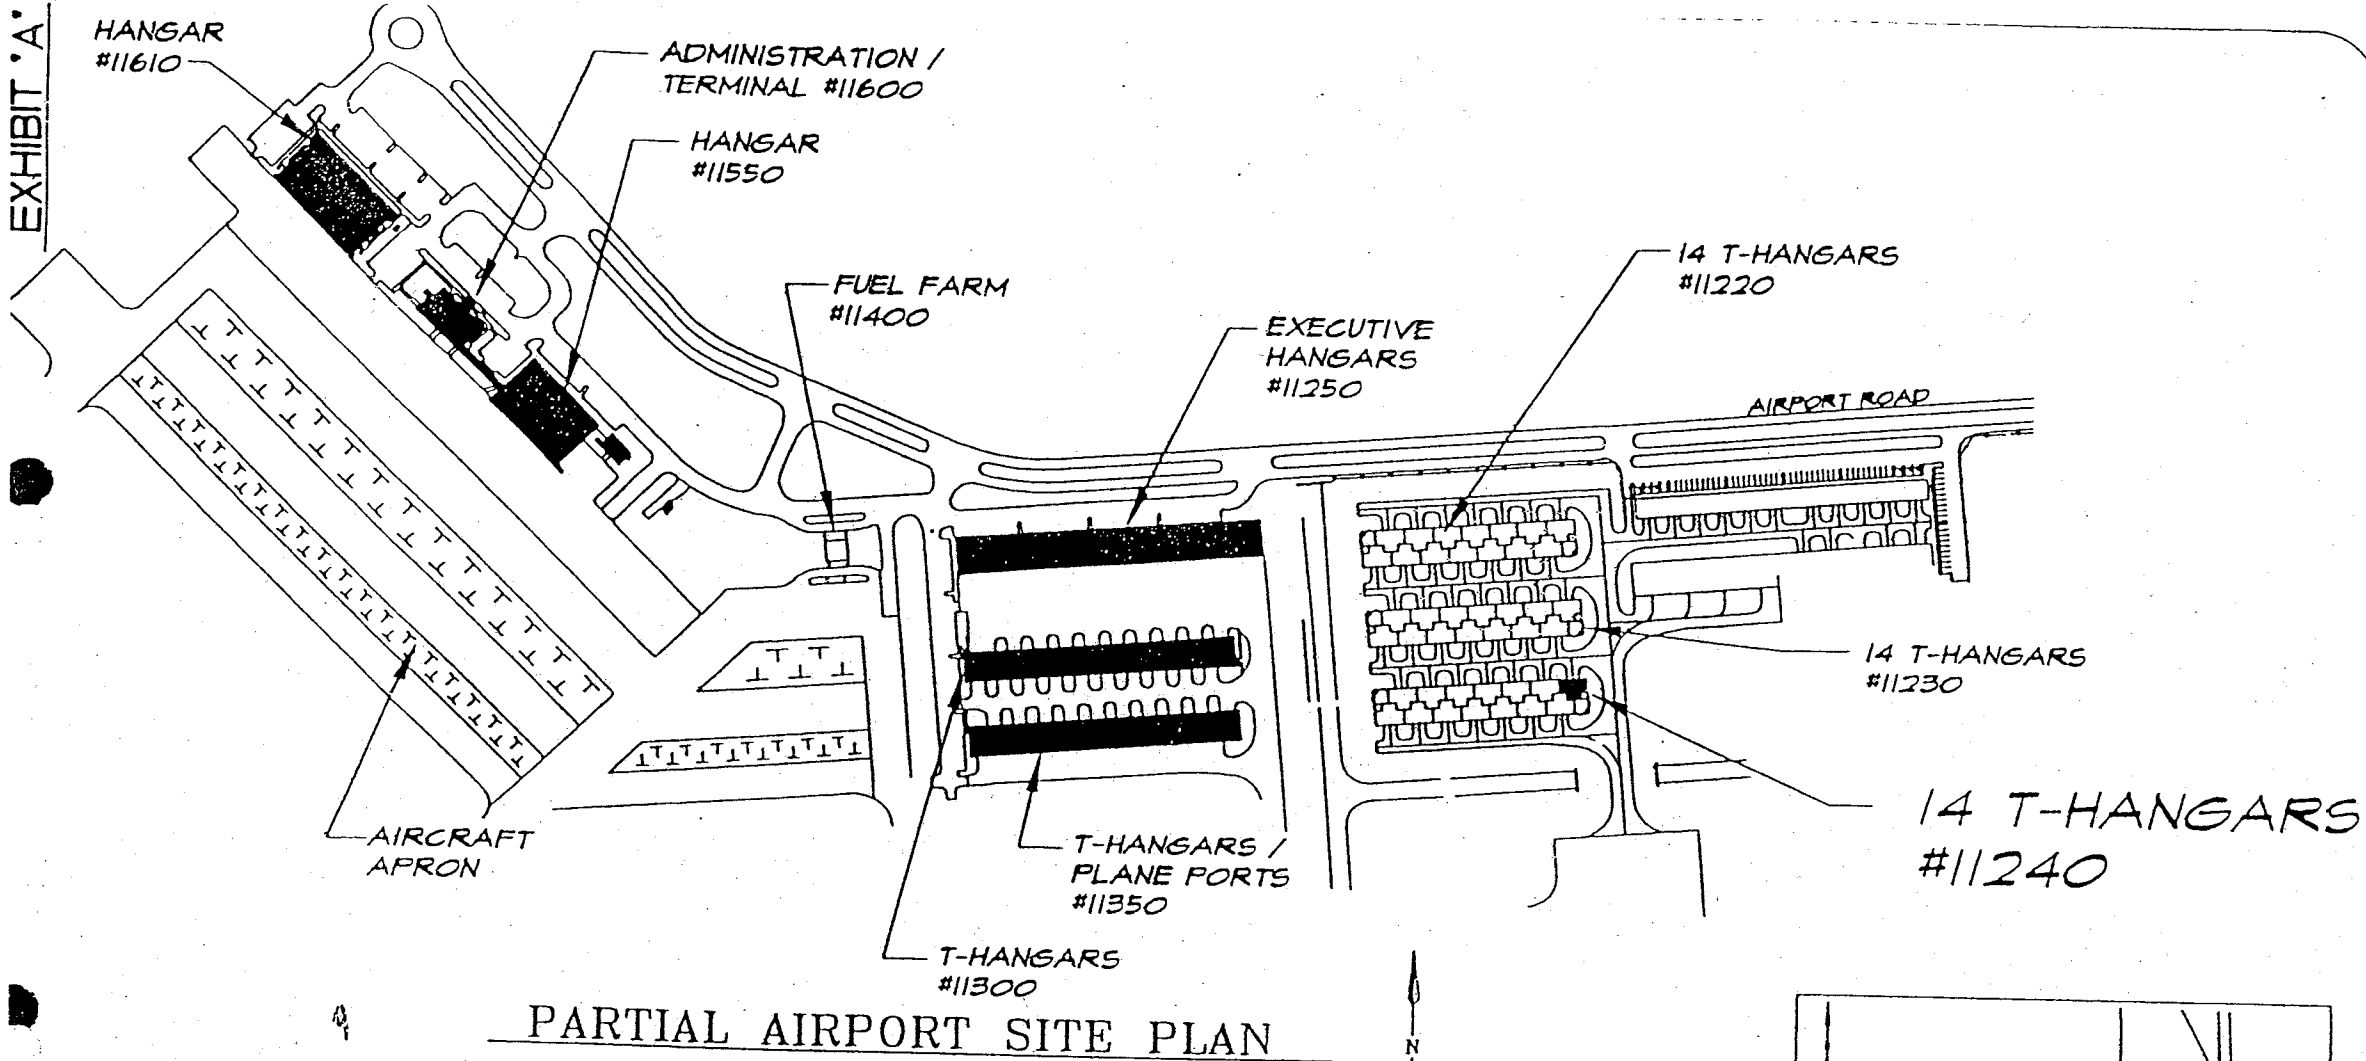 EXHIBIT 'A'
HANGAR
#11610
ADMINISTRATION /
TERMINAL #11600
HANGAR
#11550
FUEL FARM
#11400
EXECUTIVE
HANGARS
#11250
14 T-HANGARS
#11220
AIRPORT ROAD
14 T-HANGARS
#11230
14 T-HANGARS
#11240
AIRCRAFT
APRON
T-HANGARS /
PLANE PORTS
#11350
T-HANGARS
#11300
PARTIAL AIRPORT SITE PLAN
N